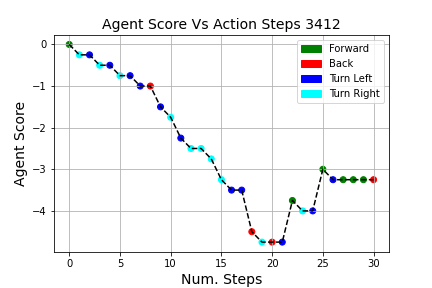 Agent Score Vs Action Steps 3412
0
−1
−2
−3
−4
Agent Score
Forward
Back
Turn Left
Turn Right
0 5 10 15 20 25 30
Num. Steps